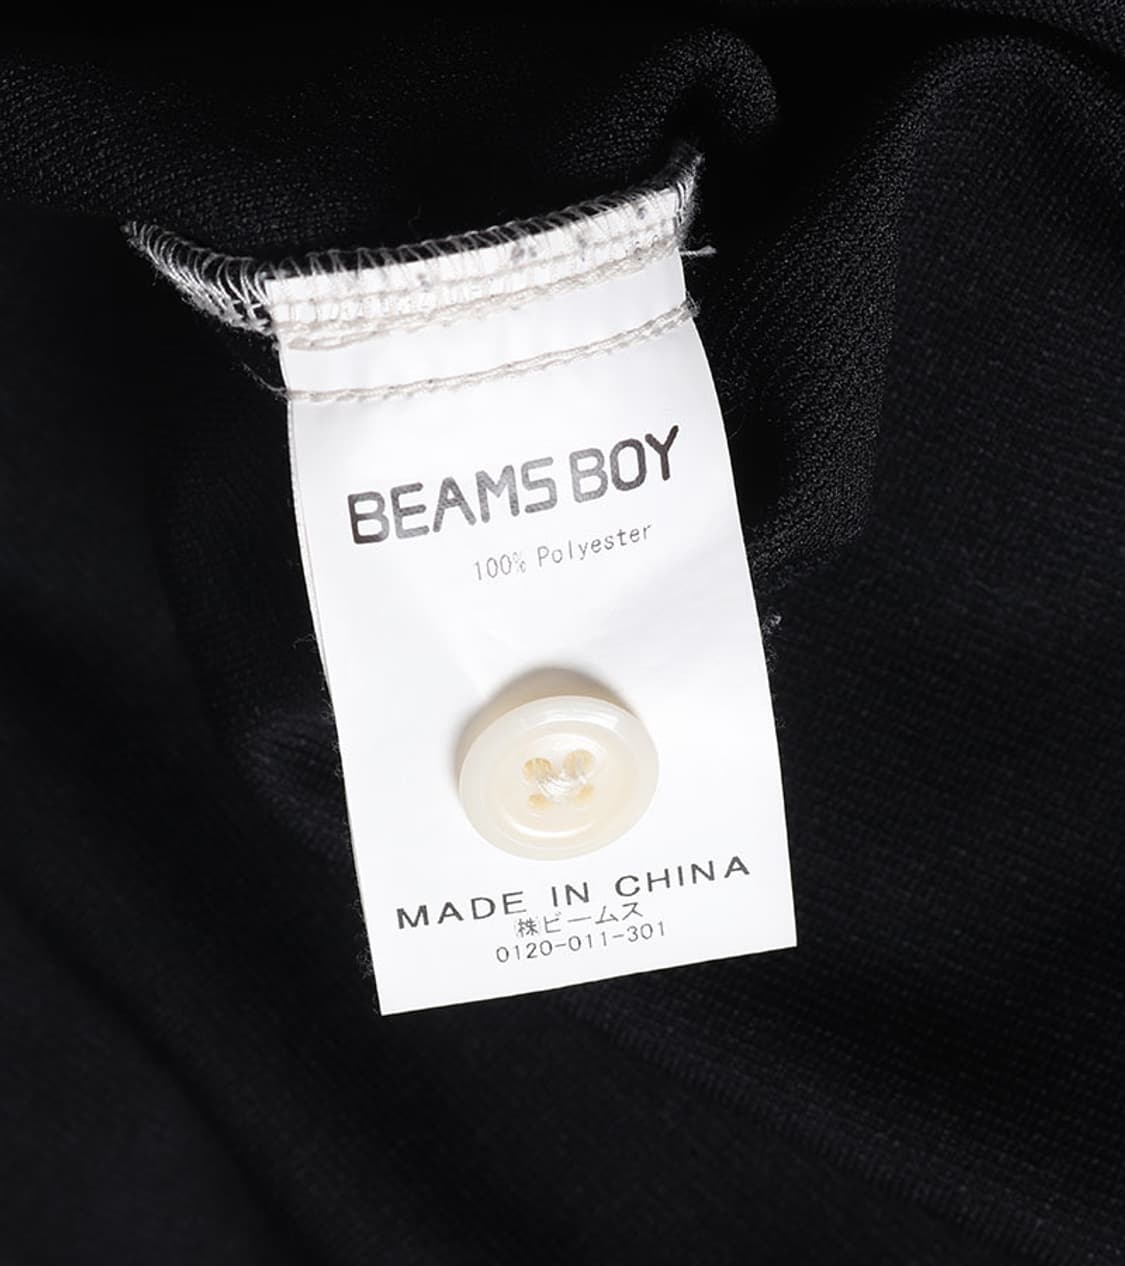 BEAMS BOY
100% Polyester
MADE IN CHINA
㈱ビームス
0120-011-301